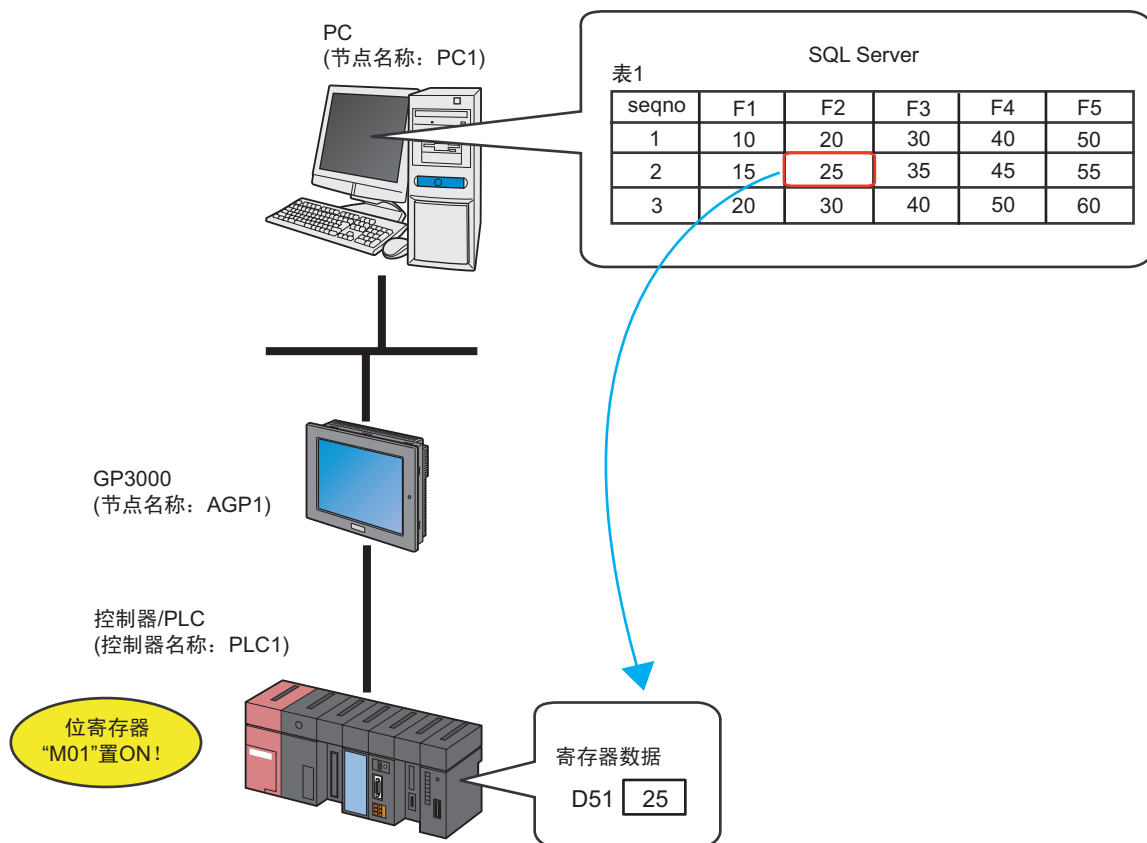 PC
(节点名称：PC1)
SQL Server
表1
seqno F1 F2 F3 F4 F5
1 10 20 30 40 50
2 15 25 35 45 55
3 20 30 40 50 60
GP3000
(节点名称：AGP1)
控制器/PLC
(控制器名称：PLC1)
位寄存器
“M01”置ON！
寄存器数据
D51 25